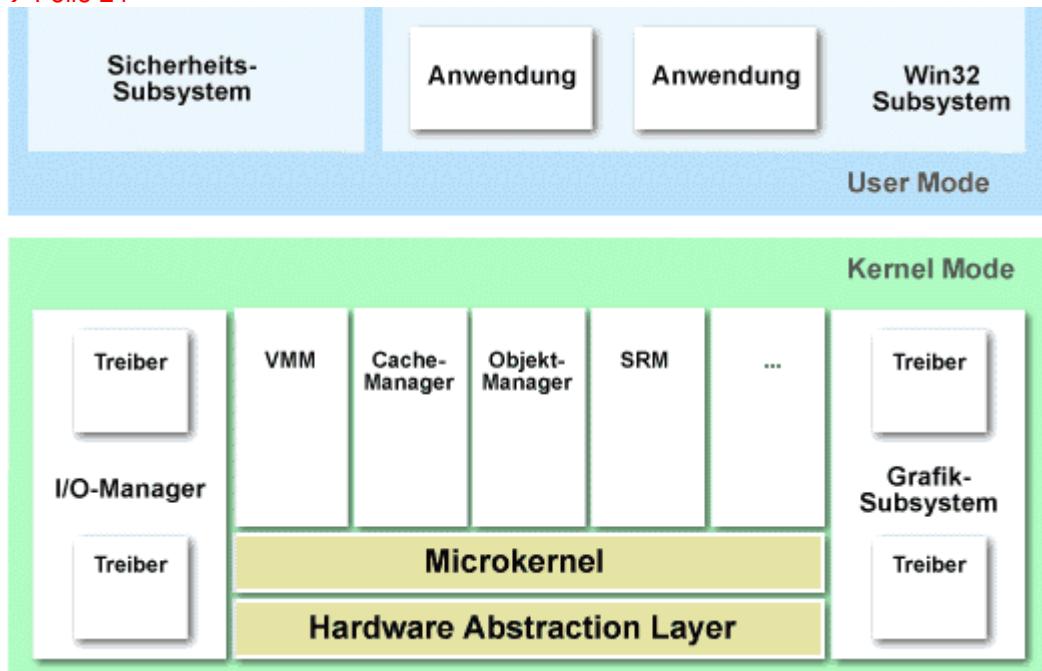 Sicherheits-
Subsystem
Anwendung
Anwendung
Win32
Subsystem
User Mode
Kernel Mode
Treiber
I/O-Manager
Treiber
VMM
Cache-
Manager
Objekt-
Manager
SRM
...
Treiber
Grafik-
Subsystem
Treiber
Microkernel
Hardware Abstraction Layer